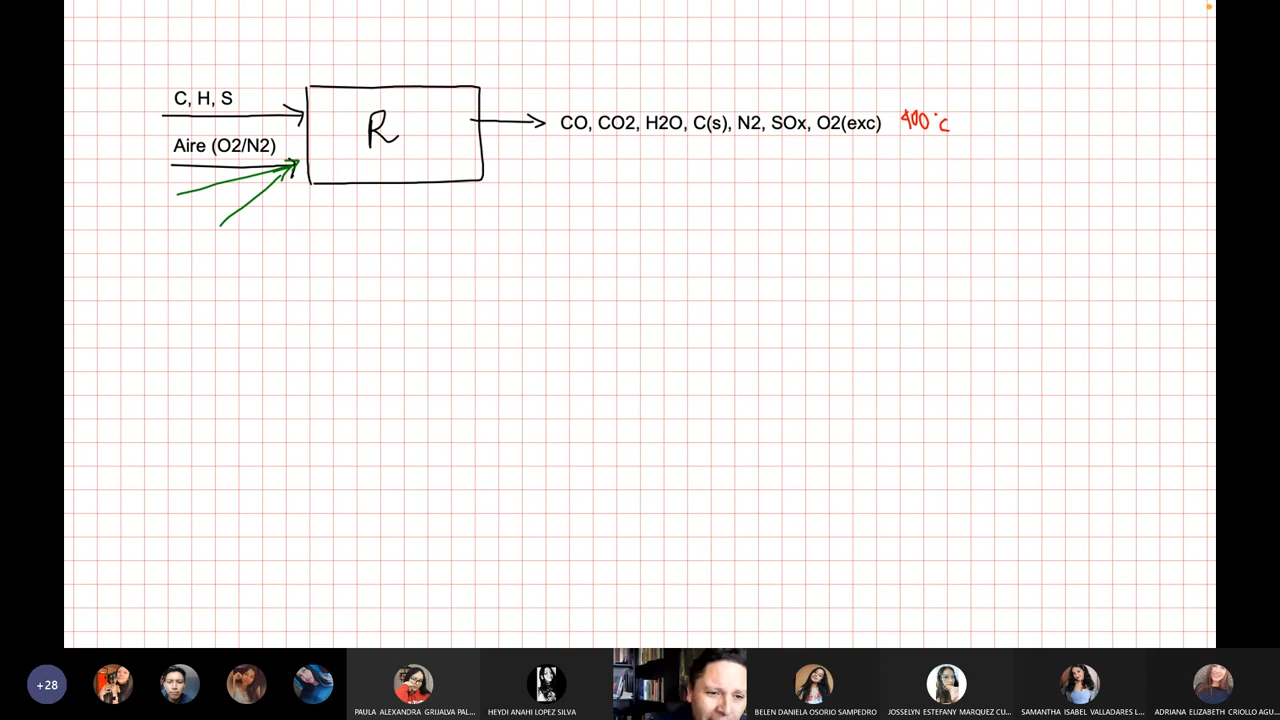 C, H, S
Aire (O2/N2)
R
CO, CO2, H2O, C(s), N2, SOx, O2(exc) 400°C
+28
PAULA ALEXANDRA GRIJALVA PAL...
HEYDI ANAHI LOPEZ SILVA
BELEN DANIELA OSORIO SAMPEDRO
JOSSELYN ESTEFANY MARQUEZ CU...
SAMANTHA ISABEL VALLADARES L...
ADRIANA ELIZABETH CRIOLLO AGU...